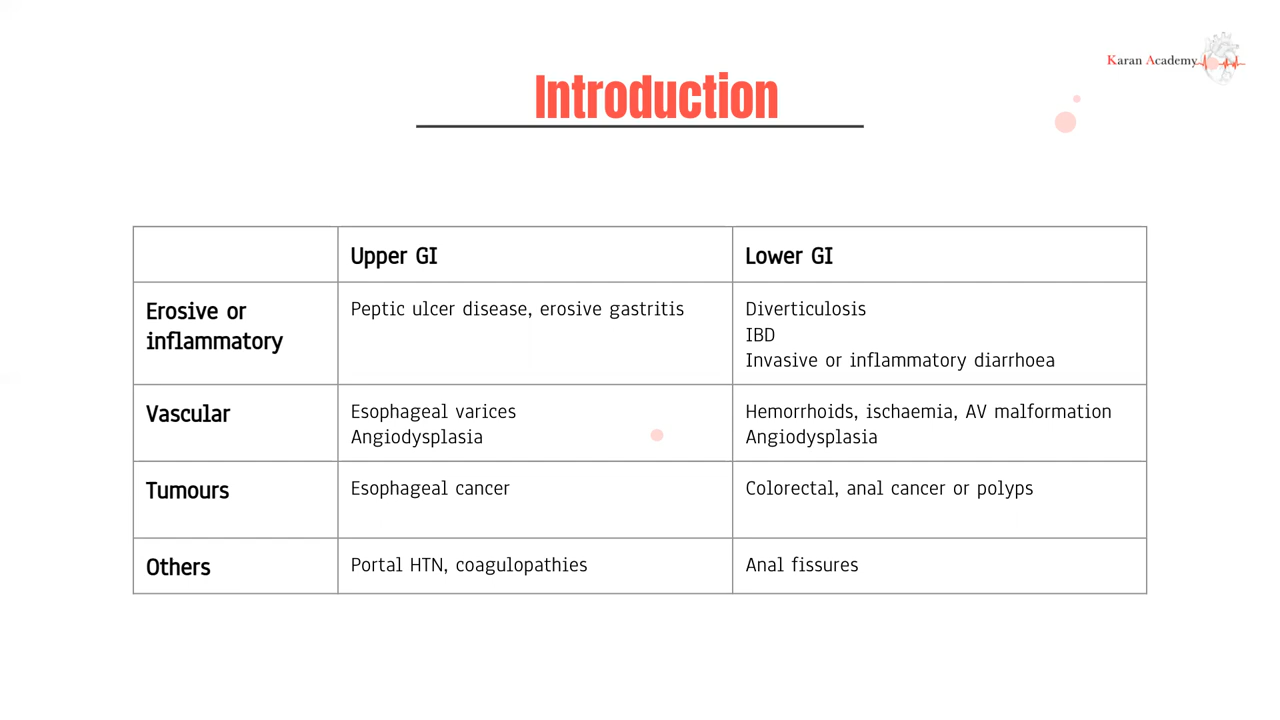 Karan Academy
Introduction
Upper GI
Lower GI
Erosive or
inflammatory
Peptic ulcer disease, erosive gastritis
Diverticulosis
IBD
Invasive or inflammatory diarrhoea
Vascular
Esophageal varices
Angiodysplasia
Hemorrhoids, ischaemia, AV malformation
Angiodysplasia
Tumours
Esophageal cancer
Colorectal, anal cancer or polyps
Others
Portal HTN, coagulopathies
Anal fissures